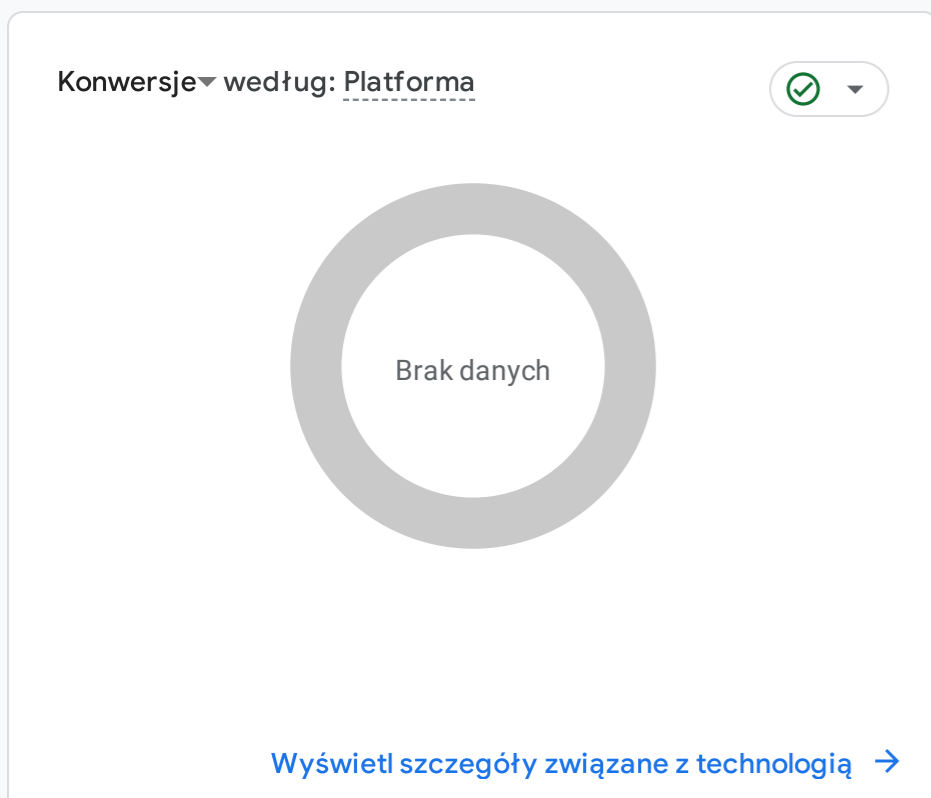 Konwersje według: Platforma
Brak danych
Wyświetl szczegóły związane z technologią